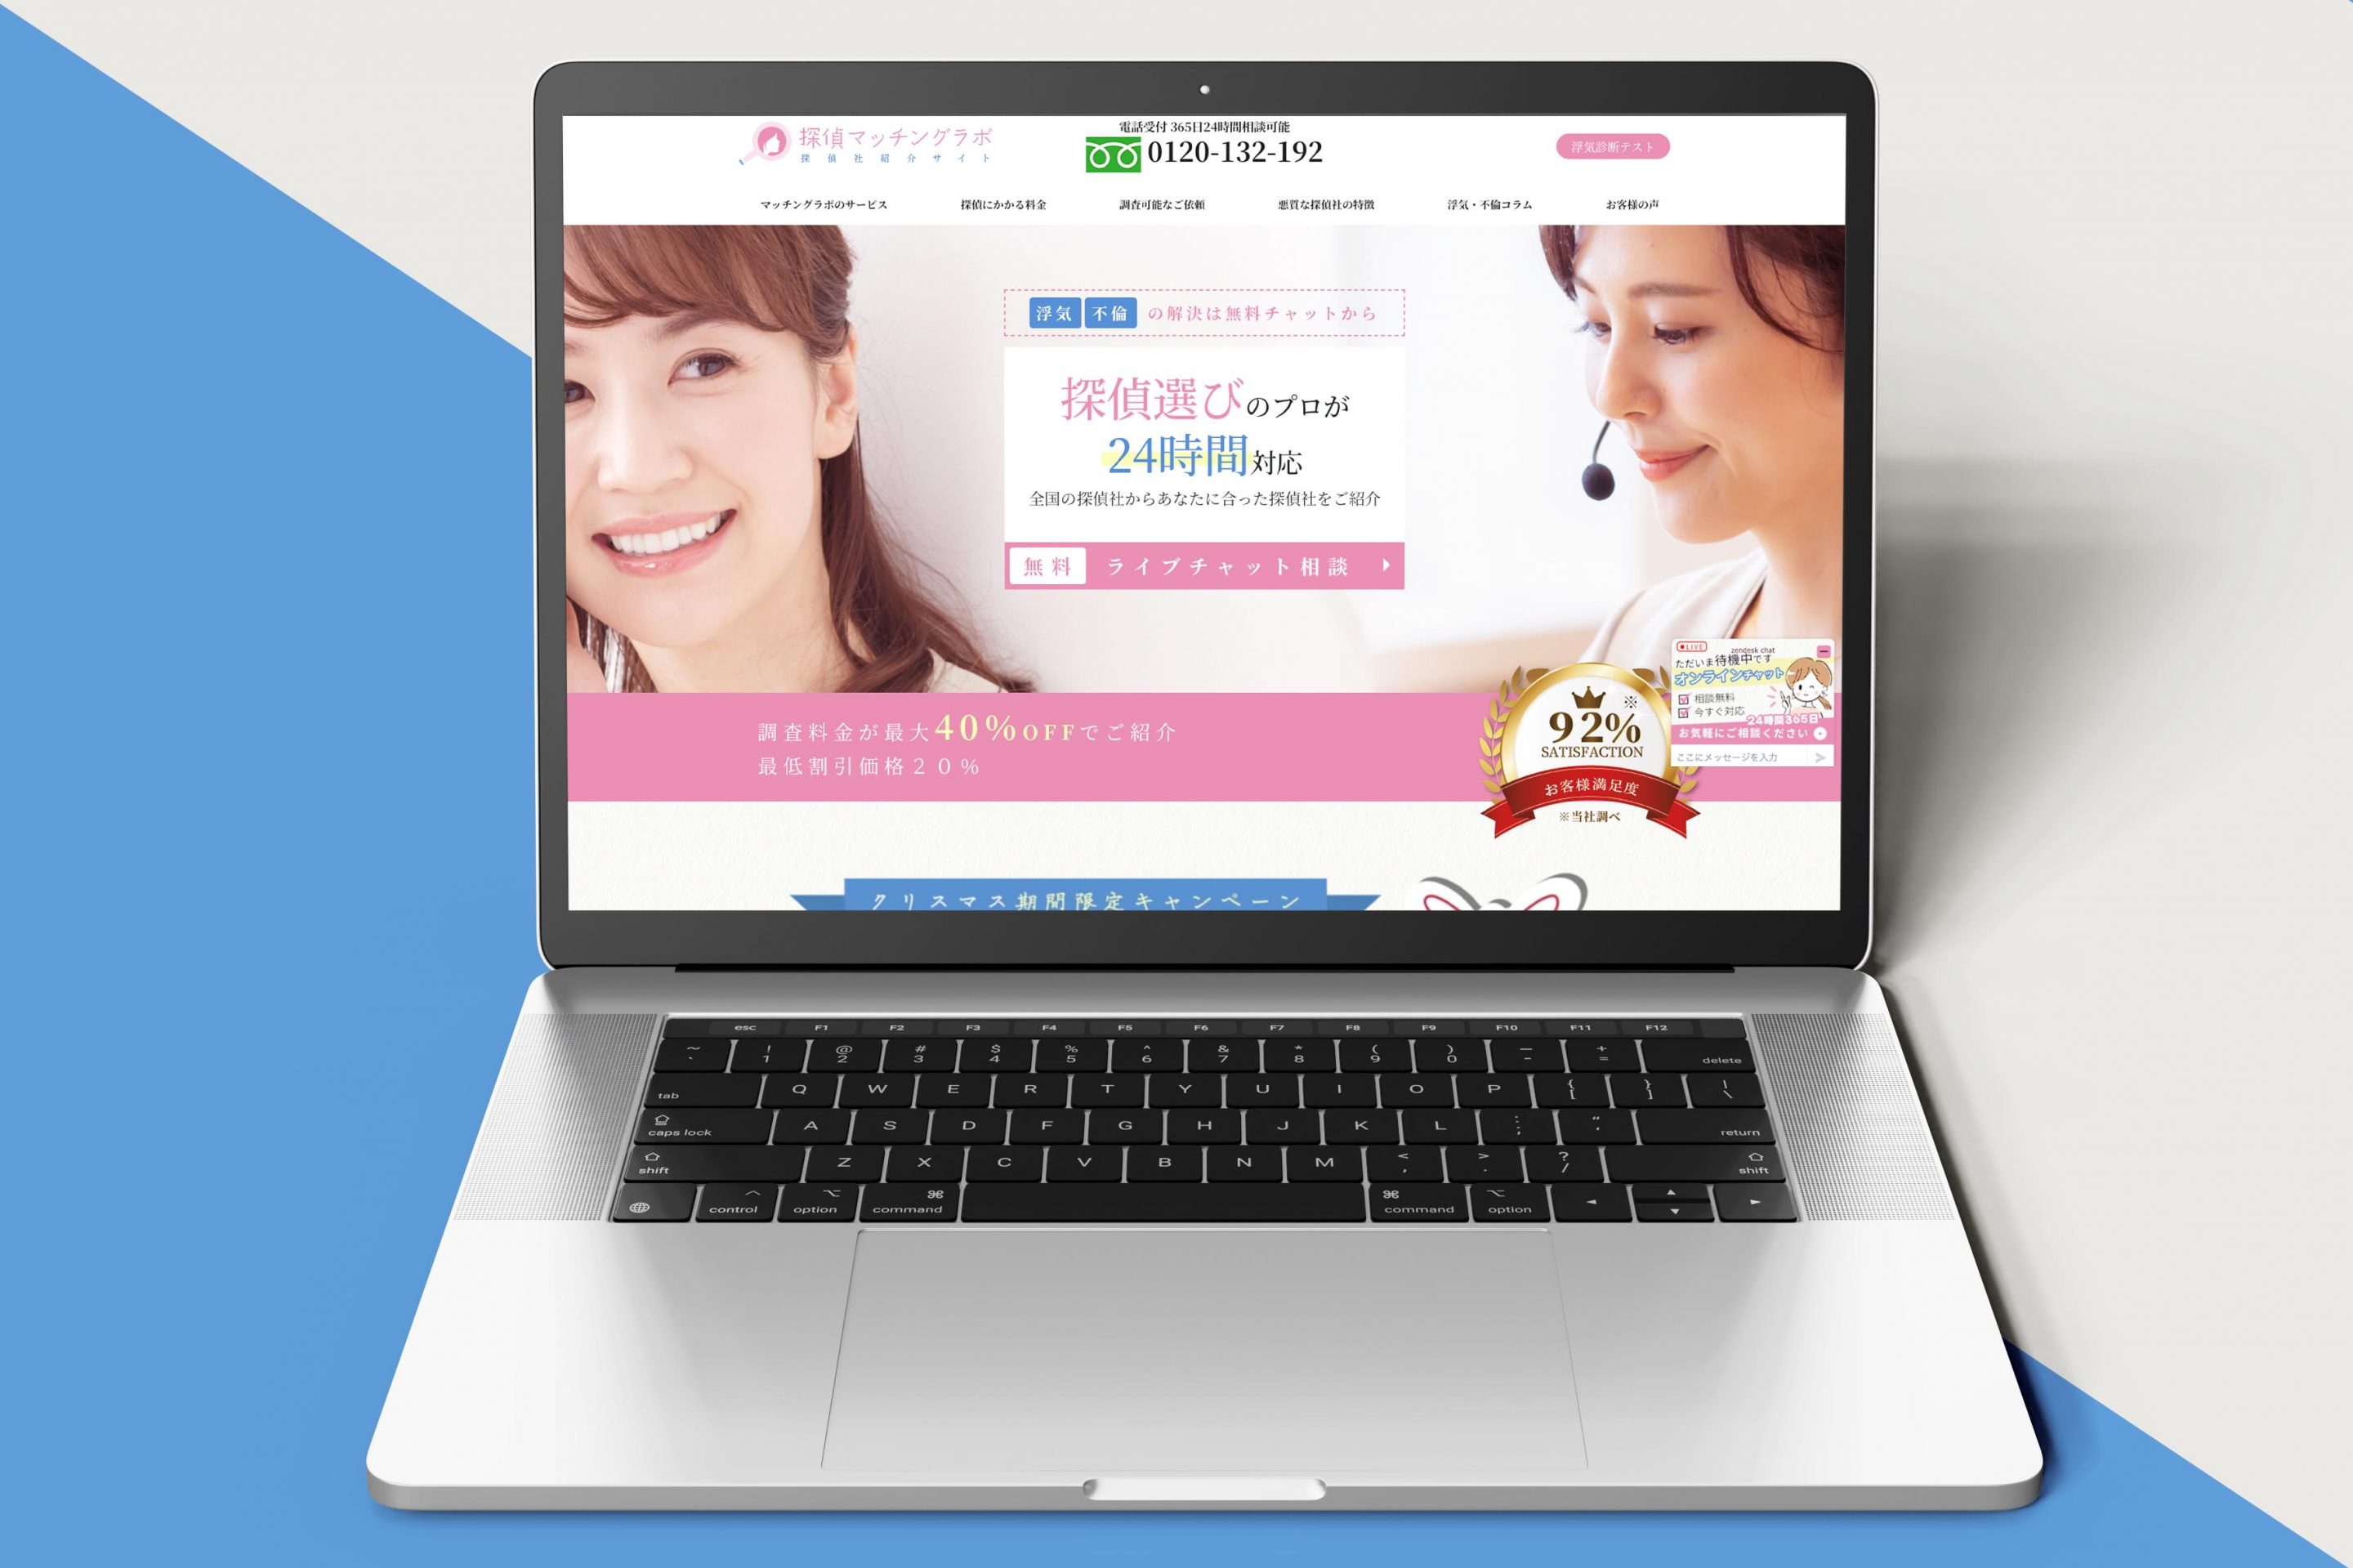 探偵マッチングラボ
探偵社紹介サイト
電話受付 365日24時間相談可能
0120-132-192
浮気診断テスト
マッチングラボのサービス
探偵にかかる料金
調査可能なご依頼
悪質な探偵社の特徴
浮気・不倫コラム
お客様の声
浮気 不倫 の解決は無料チャットから
探偵選びのプロが
24時間対応
全国の探偵社からあなたに合った探偵社をご紹介
無料 ライブチャット相談
調査料金が最大40%OFFでご紹介
最低割引価格20%
※
92%
SATISFACTION
お客様満足度
※当社調べ
LIVE
zendesk chat
ただいま待機中です
オンラインチャット
相談無料
今すぐ対応
24時間365日
お気軽にご相談ください
ここにメッセージを入力
クリスマス期間限定キャンペーン
esc F1 F2 F3 F4 F5 F6 F7 F8 F9 F10 F11 F12
~ ` ! 1 @ 2 # 3 $ 4 % 5 ^ 6 & 7 * 8 ( 9 ) 0 — - + = delete
tab Q W E R T Y U I O P { [ } ] | \
caps lock A S D F G H J K L : ; “ ‘ return
shift Z X C V B N M < , > . ? / shift
control option ⌘ command ⌘ command option